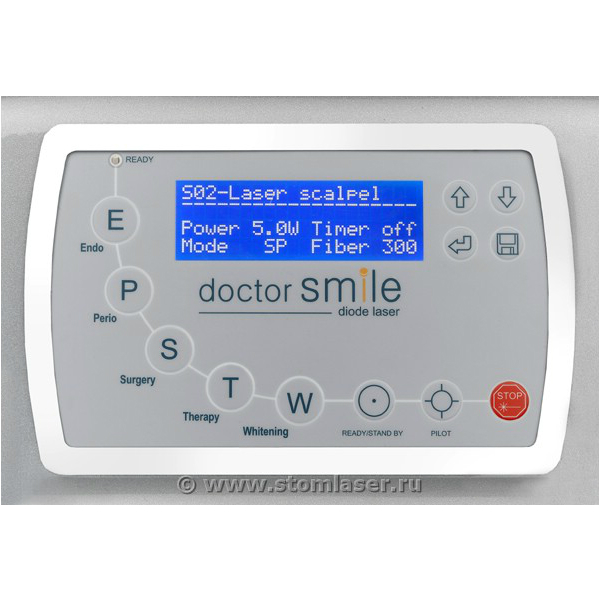 READY
S02-Laser scalpel
Power 5.0W Timer off
Mode SP Fiber 300
E
Endo
P
Perio
doctor smile
diode laser
S
Surgery
T
Therapy
W
Whitening
READY/STAND BY
PILOT
STOP
© www.stomlaser.ru